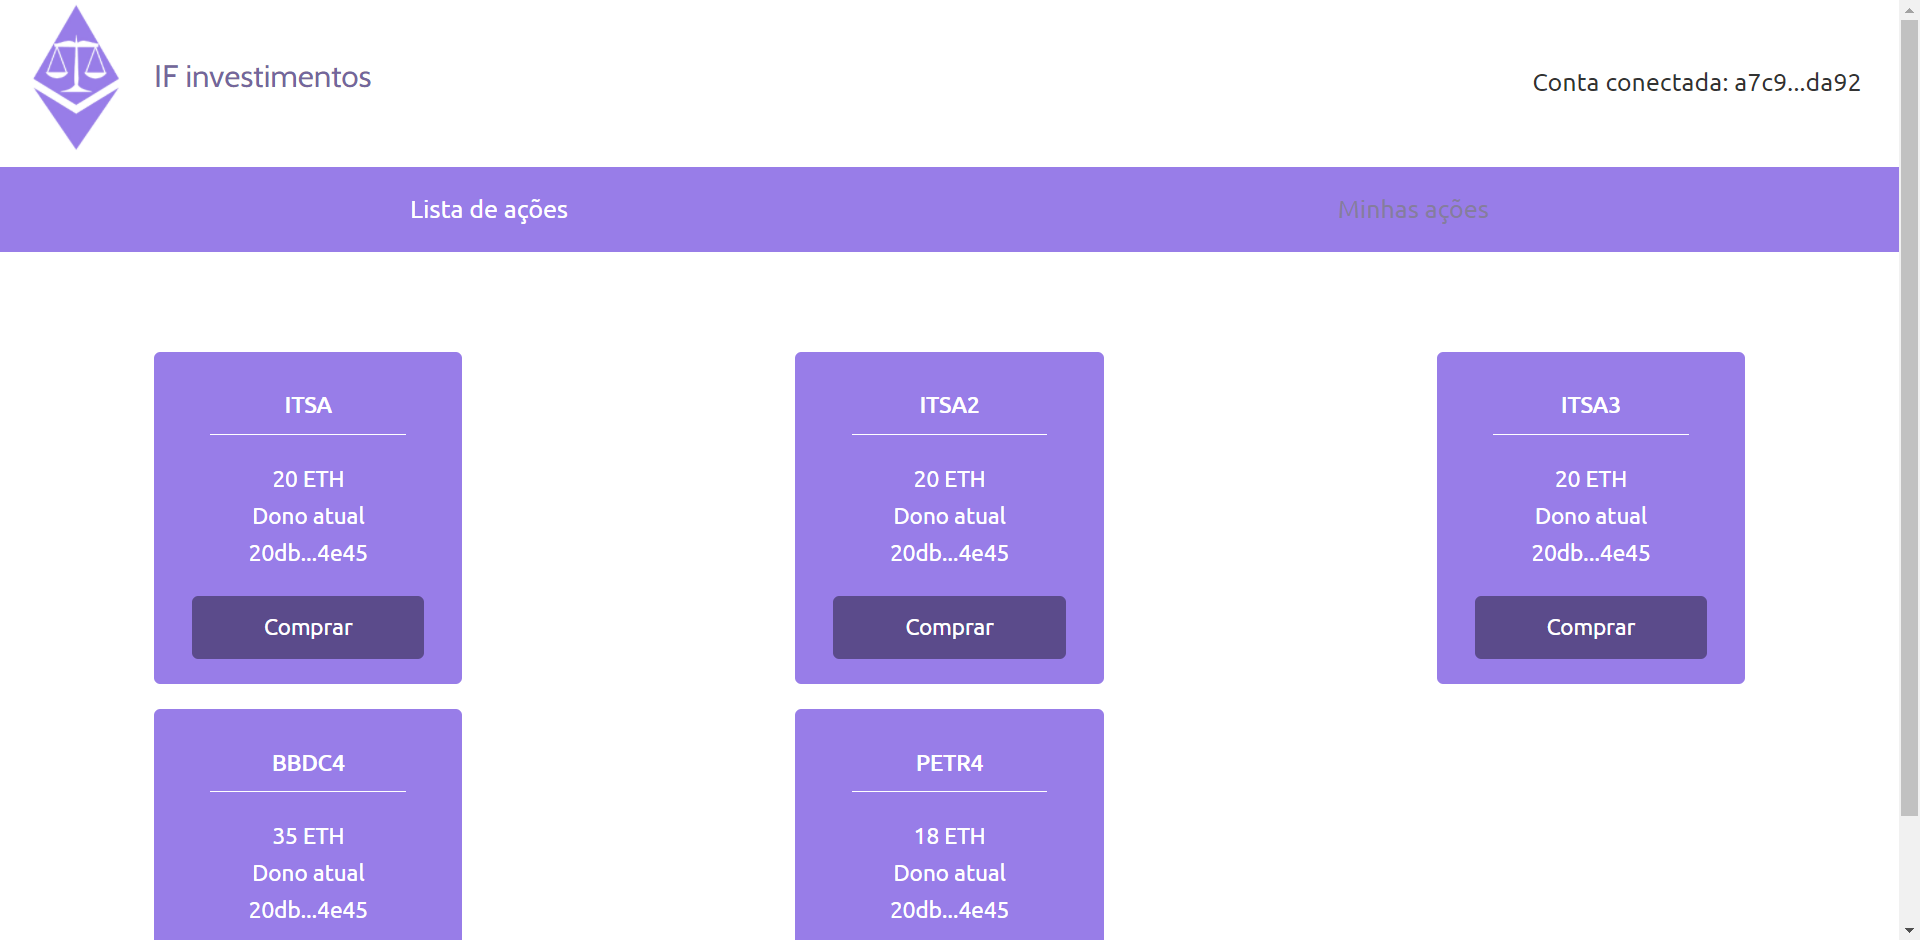 IF investimentos
Conta conectada: a7c9...da92
Lista de ações
Minhas ações
ITSA
20 ETH
Dono atual
20db...4e45
Comprar
ITSA2
20 ETH
Dono atual
20db...4e45
Comprar
ITSA3
20 ETH
Dono atual
20db...4e45
Comprar
BBDC4
35 ETH
Dono atual
20db...4e45
PETR4
18 ETH
Dono atual
20db...4e45